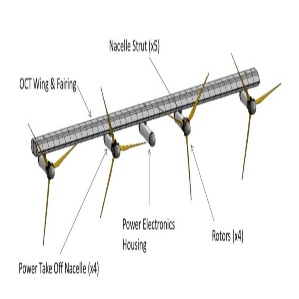 Nacelle Strut (x5)
OCT Wing & Fairing
Power Electronics
Housing
Rotors (x4)
Power Take Off Nacelle (x4)